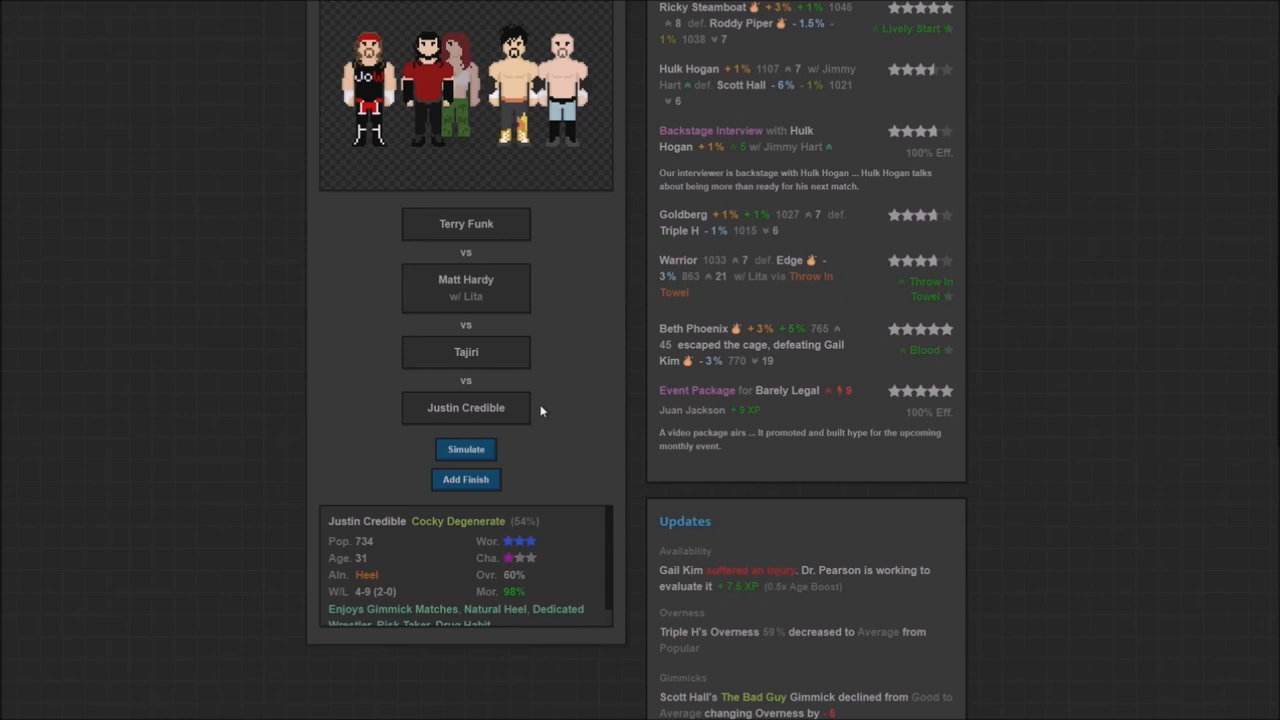 JoW
Terry Funk
vs
Matt Hardy
w/ Lita
vs
Tajiri
vs
Justin Credible
Simulate
Add Finish
Justin Credible Cocky Degenerate (54%)
Pop. 734 Wor.
Age. 31 Cha.
Aln. Heel Ovr. 60%
W/L 4-9 (2-0) Mor. 98%
Enjoys Gimmick Matches, Natural Heel, Dedicated
Wrestler, Risk Taker, Drug Habit
Ricky Steamboat + 3% + 1% 1046
8 def. Roddy Piper - 1.5% -
1% 1038 7
Lively Start
Hulk Hogan + 1% 1107 7 w/ Jimmy
Hart def. Scott Hall - 6% - 1% 1021
6
Backstage Interview with Hulk
Hogan + 1% 5 w/ Jimmy Hart
100% Eff.
Our interviewer is backstage with Hulk Hogan ... Hulk Hogan talks
about being more than ready for his next match.
Goldberg + 1% + 1% 1027 7 def.
Triple H - 1% 1015 6
Warrior 1033 7 def. Edge -
3% 863 21 w/ Lita via Throw In
Towel
Throw In
Towel
Beth Phoenix + 3% + 5% 765
45 escaped the cage, defeating Gail
Kim - 3% 770 19
Blood
Event Package for Barely Legal 9
Juan Jackson + 9 XP
100% Eff.
A video package airs ... It promoted and built hype for the upcoming
monthly event.
Updates
Availability
Gail Kim suffered an injury. Dr. Pearson is working to
evaluate it + 7.5 XP (0.5x Age Boost)
Overness
Triple H's Overness 59% decreased to Average from
Popular
Gimmicks
Scott Hall's The Bad Guy Gimmick declined from Good to
Average changing Overness by - 5